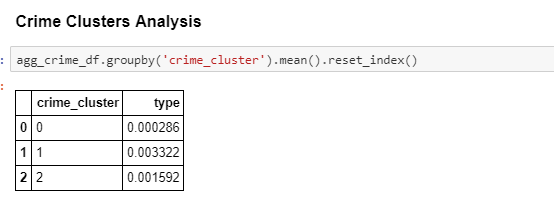 Crime Clusters Analysis
: agg_crime_df.groupby('crime_cluster').mean().reset_index()
:
crime_cluster type
0 0 0.000286
1 1 0.003322
2 2 0.001592